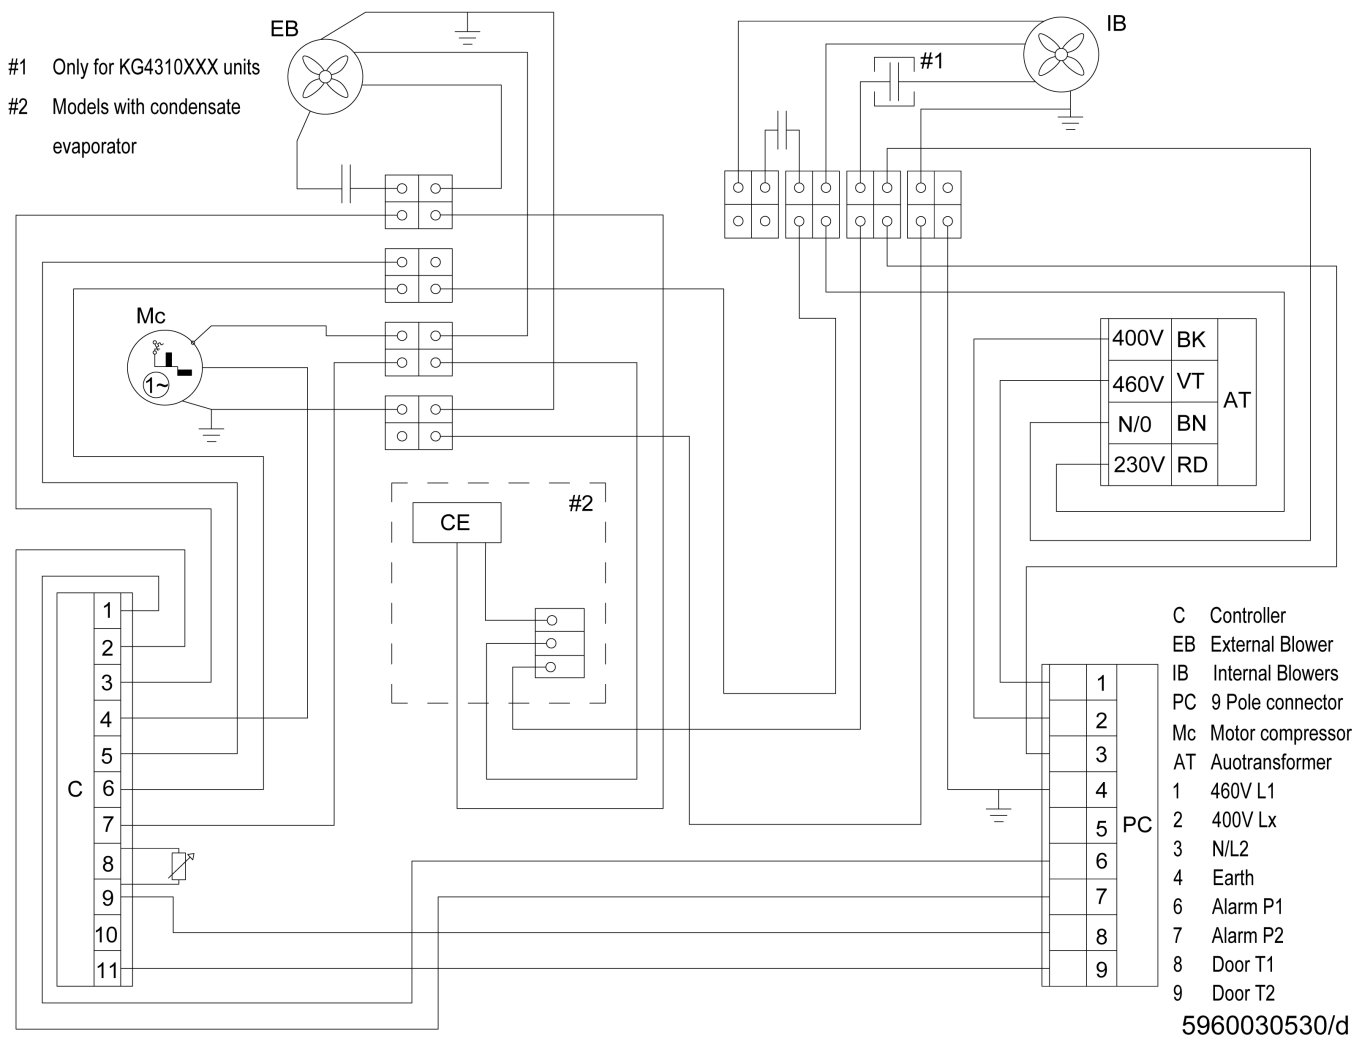 EB
IB
#1 Only for KG4310XXX units
#2 Models with condensate
evaporator
#1
Mc
1~
400V BK
460V VT
N/0 BN
230V RD
AT
#2
CE
C
1
2
3
4
5
6
7
8
9
10
11
1
2
3
4
5
6
7
8
9
PC
C Controller
EB External Blower
IB Internal Blowers
PC 9 Pole connector
Mc Motor compressor
AT Auotransformer
1 460V L1
2 400V Lx
3 N/L2
4 Earth
6 Alarm P1
7 Alarm P2
8 Door T1
9 Door T2
5960030530/d